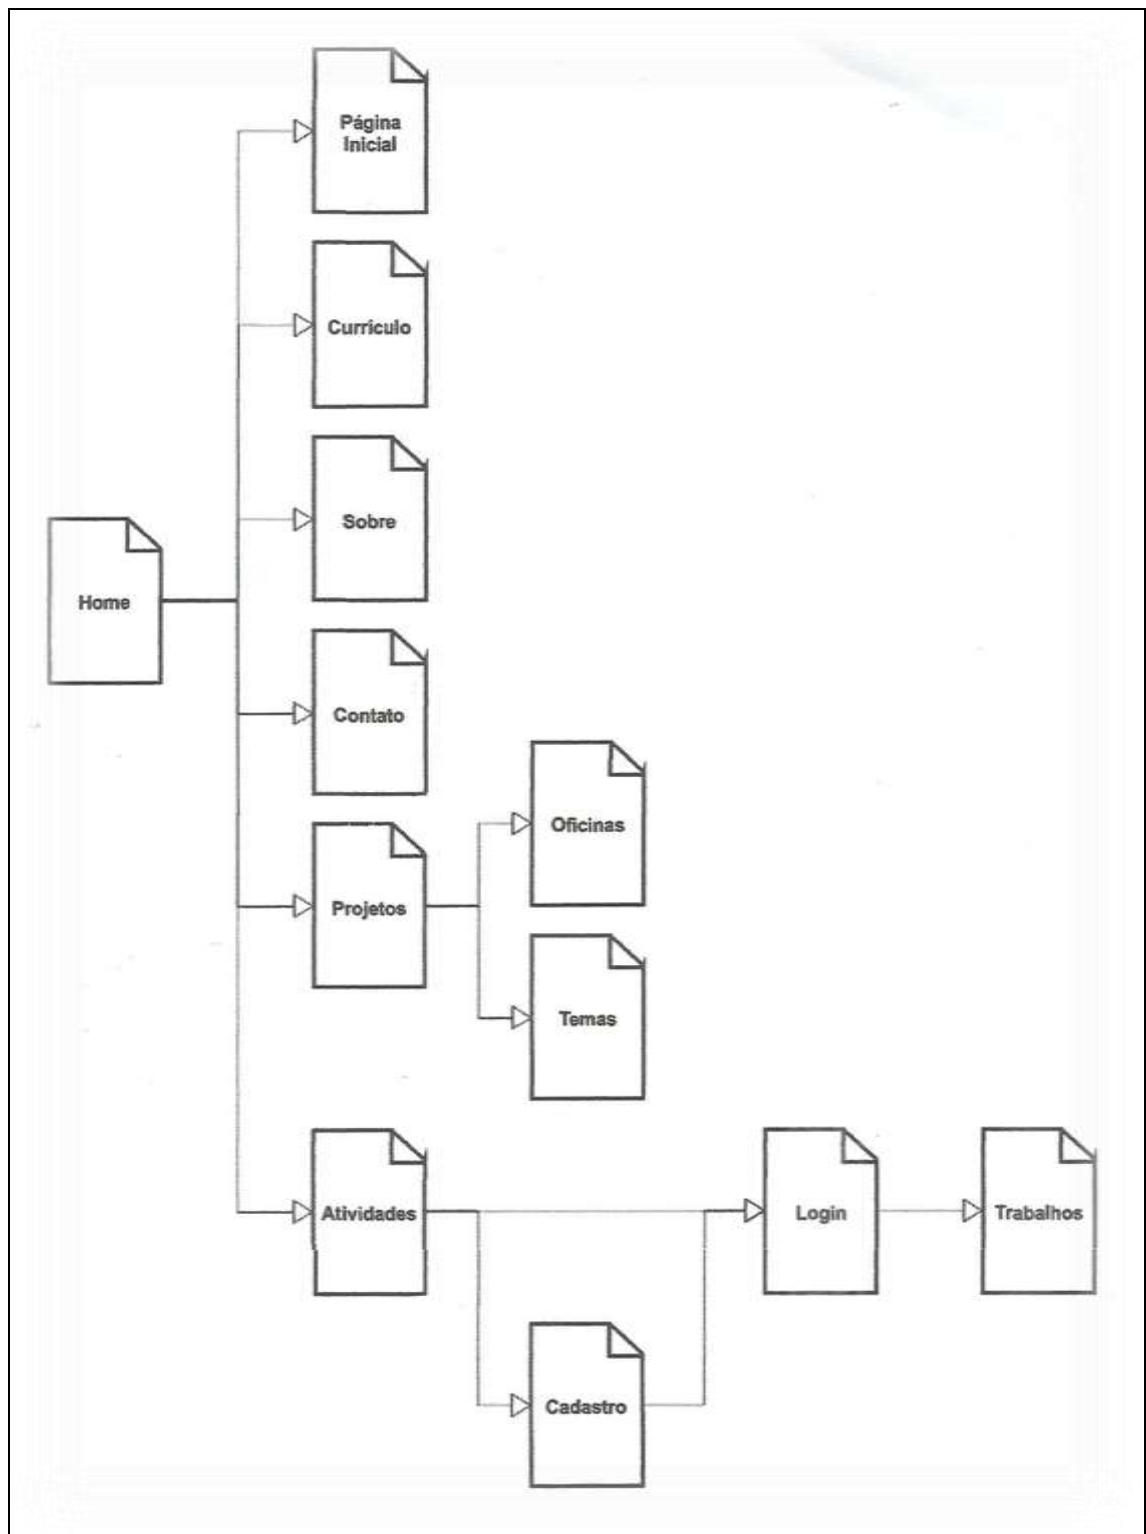 Página
Inicial
Currículo
Sobre
Home
Contato
Oficinas
Projetos
Temas
Atividades
Login
Trabalhos
Cadastro